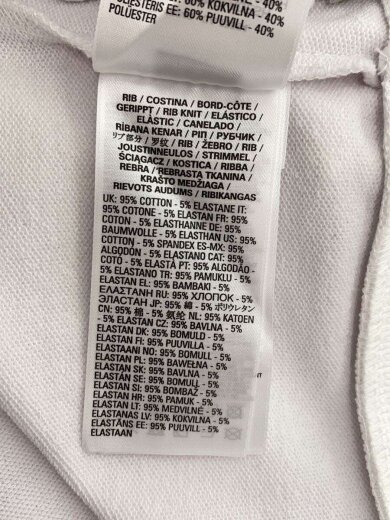 60% KOKVILNA - 40%
POLIESTERIS EE: 60% PUUVILL - 40%
POLÜESTER
RIB / COSTINA / BORD-CÔTE /
GERIPPT / RIB KNIT / ELÁSTICO /
ELÀSTIC / CANELADO /
RİBANA KENAR / ΡΙΠ / РУБЧИК /
リブ部分 / 罗纹 / RIB / ŽEBRO / RIB /
JOUSTINNEULOS / STRIMMEL /
ŚCIĄGACZ / KOSTICA / RIBBA /
REBRA / REBRASTA TKANINA /
KRAŠTO MEDŽIAGA /
RIEVOTS AUDUMS / RIBIKANGAS
UK: 95% COTTON - 5% ELASTANE IT:
95% COTONE - 5% ELASTAN FR: 95%
COTON - 5% ELASTHANNE DE: 95%
BAUMWOLLE - 5% ELASTHAN US: 95%
COTTON - 5% SPANDEX ES-MX: 95%
ALGODÓN - 5% ELASTANO CAT: 95%
COTÓ - 5% ELASTÀ PT: 95% ALGODÃO -
5% ELASTANO TR: 95% PAMUKLU - 5%
ELASTAN EL: 95% ΒΑΜΒΑΚΙ - 5%
ΕΛΑΣΤΑΝΗ RU: 95% ХЛОПОК - 5%
ЭЛАСТАН JP: 95% 綿 - 5% ポリウレタン
CN: 95% 棉 - 5% 氨纶 NL: 95% KATOEN
- 5% ELASTAN CZ: 95% BAVLNA - 5%
ELASTAN DK: 95% BOMULD - 5%
ELASTAN FI: 95% PUUVILLA - 5%
ELASTAANI NO: 95% BOMULL - 5%
ELASTAN PL: 95% BAWEŁNA - 5%
ELASTAN SK: 95% BAVLNA - 5%
ELASTAN SE: 95% BOMULL - 5%
ELASTAN SI: 95% BOMBAŽ - 5%
ELASTAN HR: 95% PAMUK - 5%
ELASTAN LT: 95% MEDVILNĖ - 5%
ELASTANAS LV: 95% KOKVILNA - 5%
ELASTĀNS EE: 95% PUUVILL - 5%
ELASTAAN